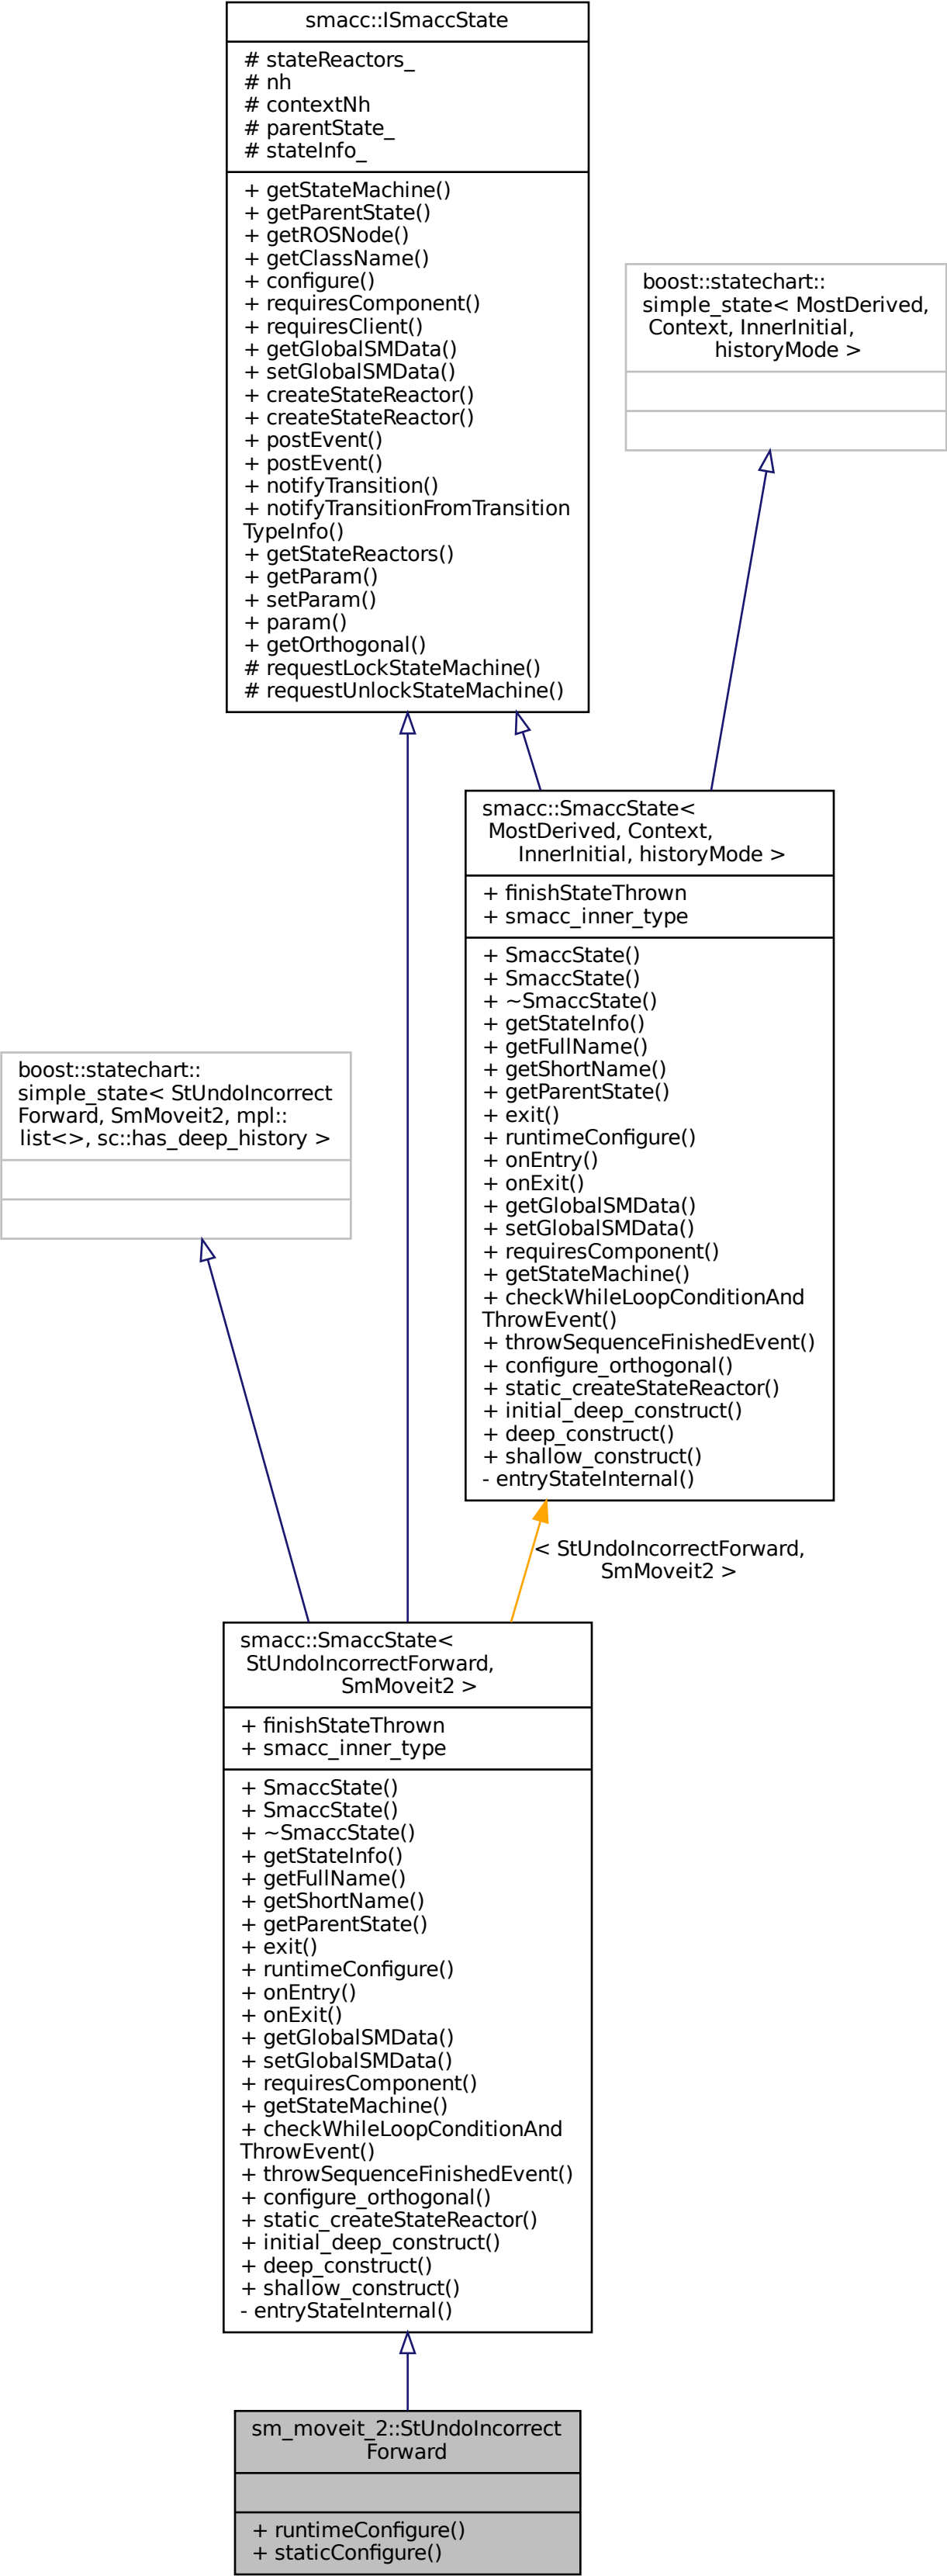 smacc::ISmaccState
# stateReactors_
# nh
# contextNh
# parentState_
# stateInfo_
+ getStateMachine()
+ getParentState()
+ getROSNode()
+ getClassName()
+ configure()
+ requiresComponent()
+ requiresClient()
+ getGlobalSMData()
+ setGlobalSMData()
+ createStateReactor()
+ createStateReactor()
+ postEvent()
+ postEvent()
+ notifyTransition()
+ notifyTransitionFromTransition
TypeInfo()
+ getStateReactors()
+ getParam()
+ setParam()
+ param()
+ getOrthogonal()
# requestLockStateMachine()
# requestUnlockStateMachine()
boost::statechart::
simple_state< MostDerived,
Context, InnerInitial,
historyMode >
smacc::SmaccState<
MostDerived, Context,
InnerInitial, historyMode >
+ finishStateThrown
+ smacc_inner_type
+ SmaccState()
+ SmaccState()
+ ~SmaccState()
+ getStateInfo()
+ getFullName()
+ getShortName()
+ getParentState()
+ exit()
+ runtimeConfigure()
+ onEntry()
+ onExit()
+ getGlobalSMData()
+ setGlobalSMData()
+ requiresComponent()
+ getStateMachine()
+ checkWhileLoopConditionAnd
ThrowEvent()
+ throwSequenceFinishedEvent()
+ configure_orthogonal()
+ static_createStateReactor()
+ initial_deep_construct()
+ deep_construct()
+ shallow_construct()
- entryStateInternal()
boost::statechart::
simple_state< StUndoIncorrect
Forward, SmMoveit2, mpl::
list<>, sc::has_deep_history >
< StUndoIncorrectForward,
SmMoveit2 >
smacc::SmaccState<
StUndoIncorrectForward,
SmMoveit2 >
+ finishStateThrown
+ smacc_inner_type
+ SmaccState()
+ SmaccState()
+ ~SmaccState()
+ getStateInfo()
+ getFullName()
+ getShortName()
+ getParentState()
+ exit()
+ runtimeConfigure()
+ onEntry()
+ onExit()
+ getGlobalSMData()
+ setGlobalSMData()
+ requiresComponent()
+ getStateMachine()
+ checkWhileLoopConditionAnd
ThrowEvent()
+ throwSequenceFinishedEvent()
+ configure_orthogonal()
+ static_createStateReactor()
+ initial_deep_construct()
+ deep_construct()
+ shallow_construct()
- entryStateInternal()
sm_moveit_2::StUndoIncorrect
Forward
+ runtimeConfigure()
+ staticConfigure()